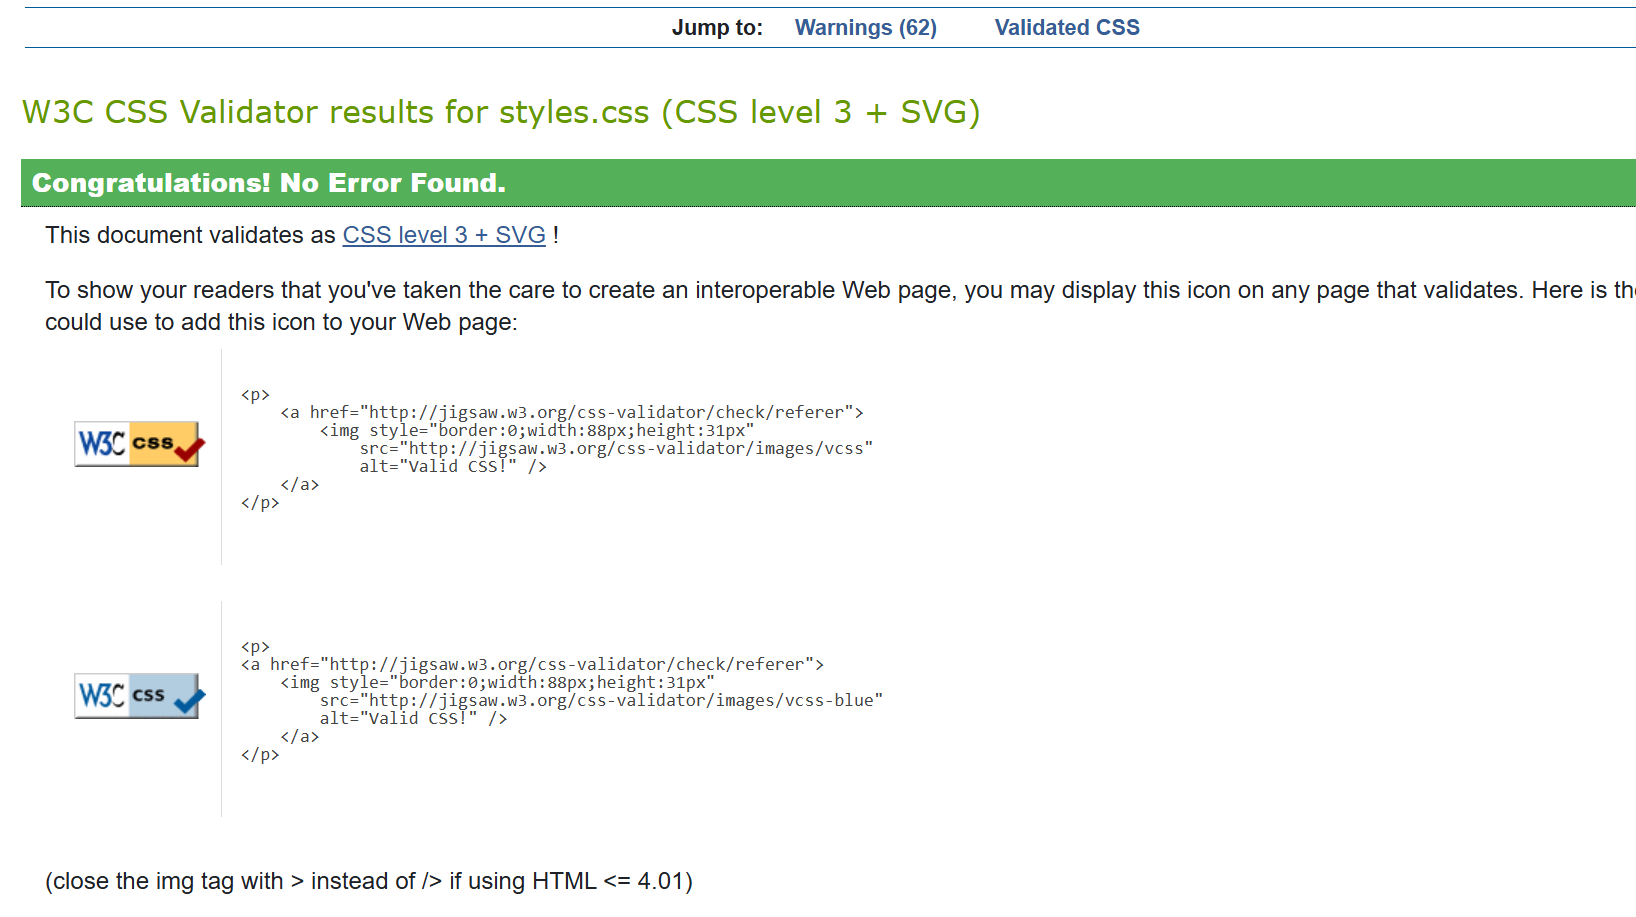 Jump to: Warnings (62) Validated CSS
W3C CSS Validator results for styles.css (CSS level 3 + SVG)
Congratulations! No Error Found.
This document validates as CSS level 3 + SVG !
To show your readers that you've taken the care to create an interoperable Web page, you may display this icon on any page that validates. Here is
could use to add this icon to your Web page:
<p>
    <a href="http://jigsaw.w3.org/css-validator/check/referer">
        <img style="border:0;width:88px;height:31px"
            src="http://jigsaw.w3.org/css-validator/images/vcss"
            alt="Valid CSS!" />
    </a>
</p>
W3C css
<p>
<a href="http://jigsaw.w3.org/css-validator/check/referer">
    <img style="border:0;width:88px;height:31px"
        src="http://jigsaw.w3.org/css-validator/images/vcss-blue"
        alt="Valid CSS!" />
    </a>
</p>
W3C css
(close the img tag with > instead of /> if using HTML <= 4.01)